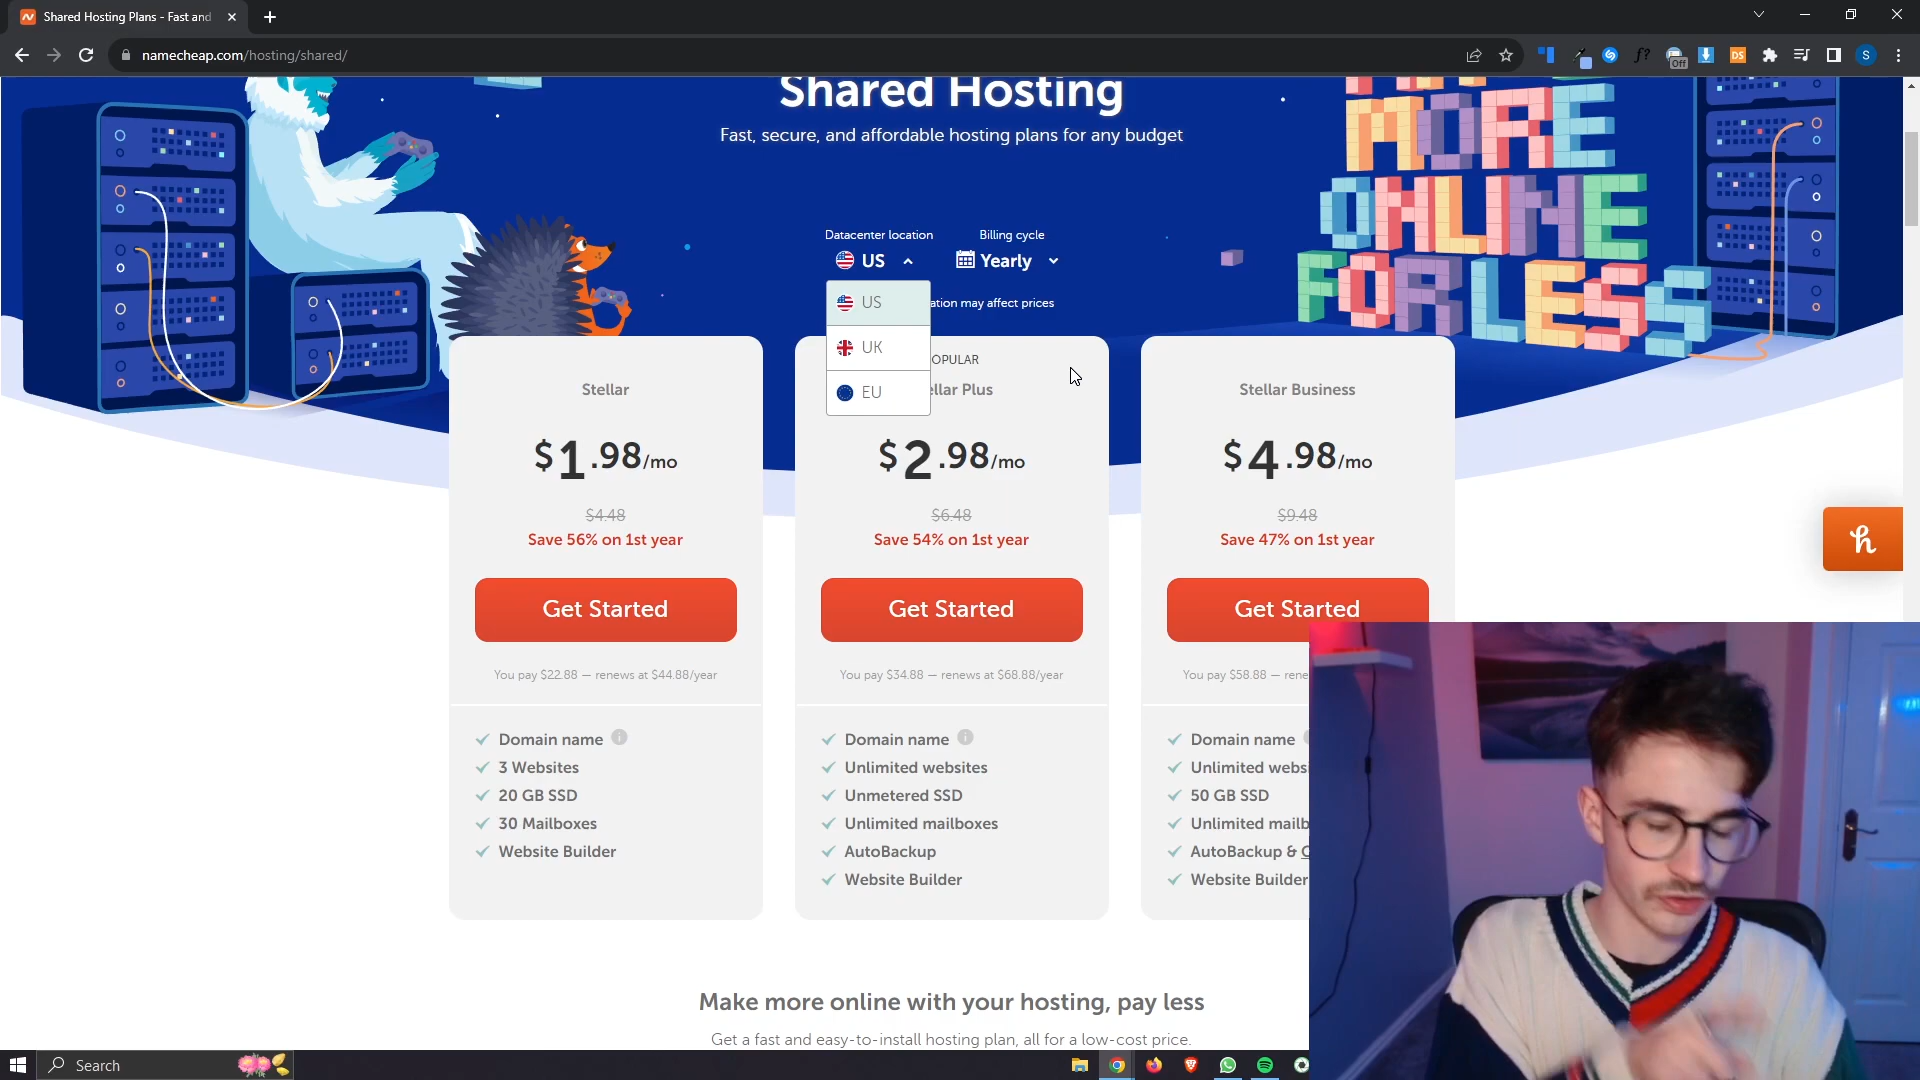 Shared Hosting Plans - Fast and
namecheap.com/hosting/shared/
Off
DS
S
Shared Hosting
Fast, secure, and affordable hosting plans for any budget
MORE
ONLINE
FOR LESS
Datacenter location
Billing cycle
US
Yearly
US
UK
EU
ation may affect prices
Stellar
$1.98/mo
$4.48
Save 56% on 1st year
Get Started
You pay $22.88 — renews at $44.88/year
Domain name
3 Websites
20 GB SSD
30 Mailboxes
Website Builder
OPULAR
ellar Plus
$2.98/mo
$6.48
Save 54% on 1st year
Get Started
You pay $34.88 — renews at $68.88/year
Domain name
Unlimited websites
Unmetered SSD
Unlimited mailboxes
AutoBackup
Website Builder
Stellar Business
$4.98/mo
$9.48
Save 47% on 1st year
Get Started
You pay $58.88 — rene
Domain name
Unlimited websi
50 GB SSD
Unlimited mailb
AutoBackup &
Website Builder
Make more online with your hosting, pay less
Get a fast and easy-to-install hosting plan, all for a low-cost price.
Search